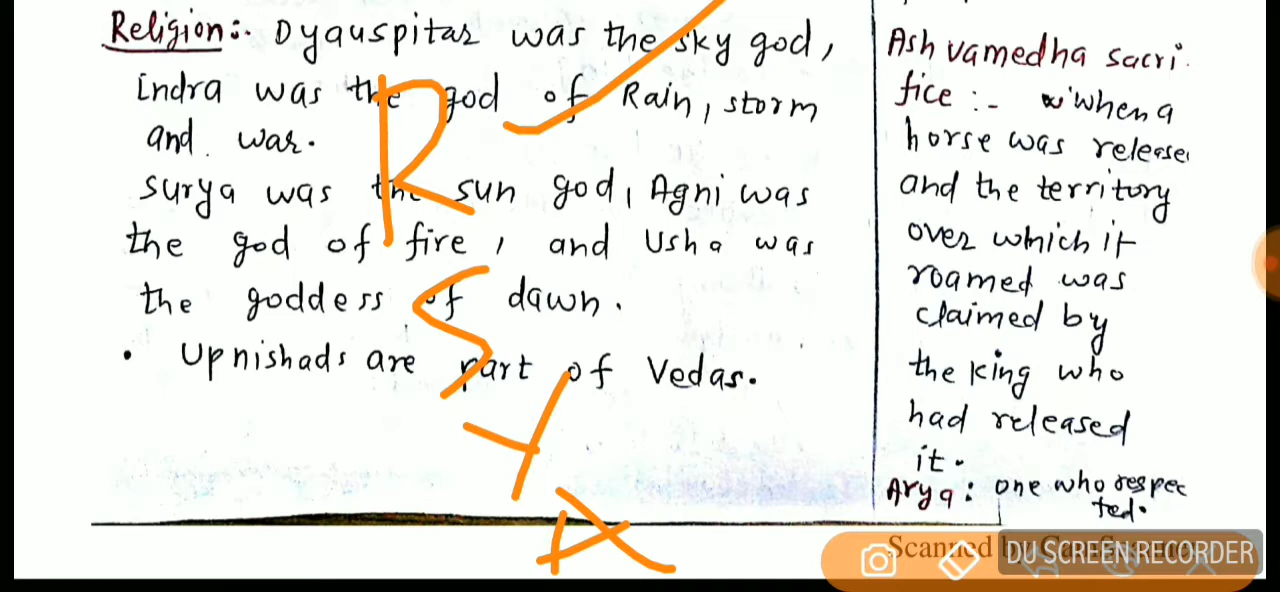 Religion:- Dyauspitar was the sky god,
Indra was the god of Rain, storm
and war.
Surya was the sun god, Agni was
the god of fire, and Usha was
the goddess of dawn.
• Upnishads are part of Vedas.
Ashvamedha sacri
fice :- when a
horse was release
and the territory
over which it
roamed was
claimed by
the king who
had released
it.
Arya: one who respec
ted.
R
S
Y
A
Scanned by
DU SCREEN RECORDER